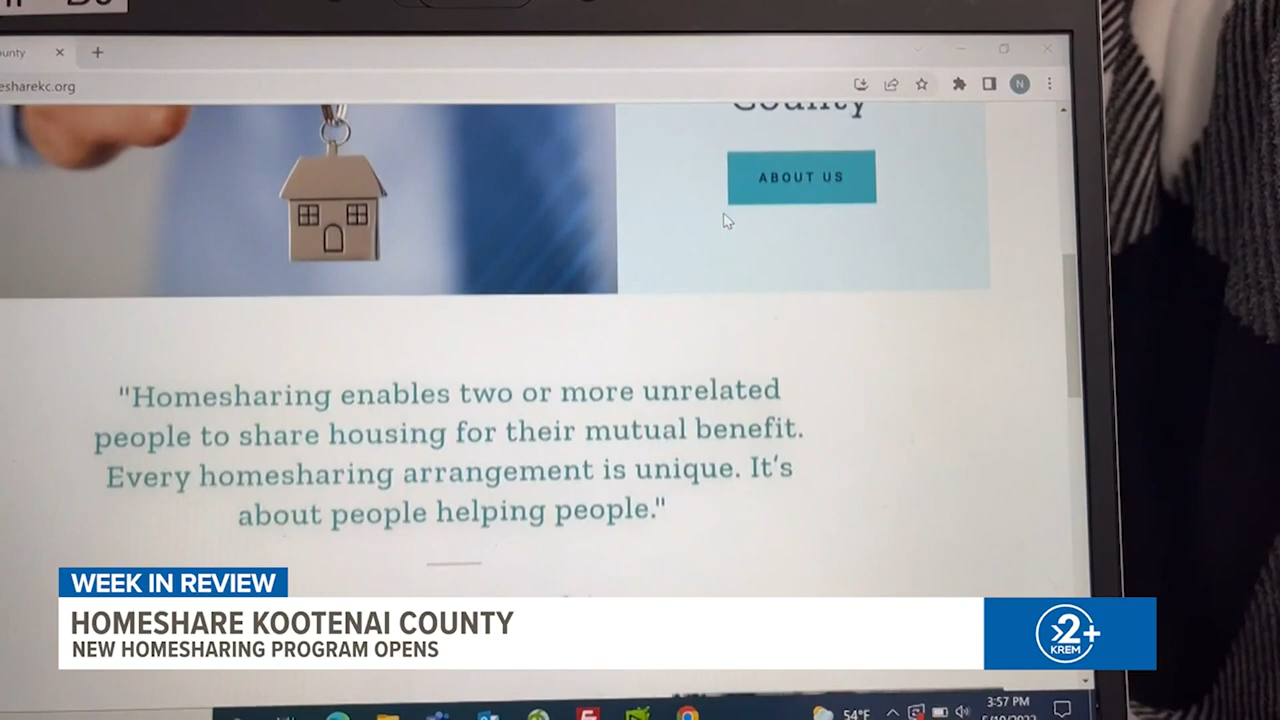 ounty
esharekc.org
N
County
ABOUT US
"Homesharing enables two or more unrelated
people to share housing for their mutual benefit.
Every homesharing arrangement is unique. It's
about people helping people."
WEEK IN REVIEW
HOMESHARE KOOTENAI COUNTY
NEW HOMESHARING PROGRAM OPENS
2+
KREM
54°F
3:57 PM